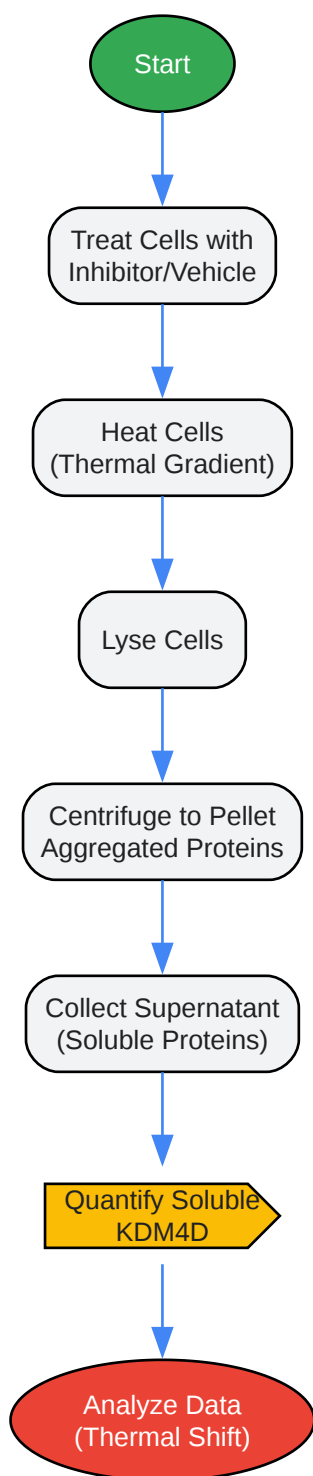 Start
Treat Cells with
Inhibitor/Vehicle
Heat Cells
(Thermal Gradient)
Lyse Cells
Centrifuge to Pellet
Aggregated Proteins
Collect Supernatant
(Soluble Proteins)
Quantify Soluble
KDM4D
Analyze Data
(Thermal Shift)